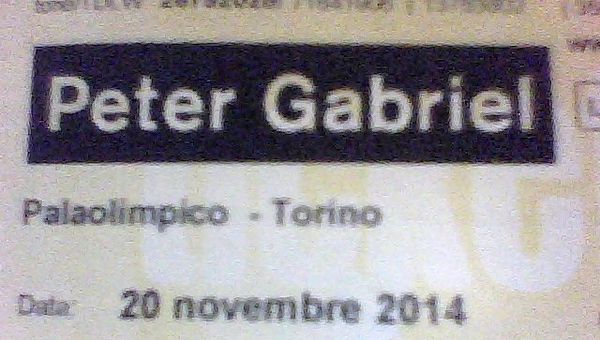 Peter Gabriel
Palaolimpico - Torino
Data: 20 novembre 2014